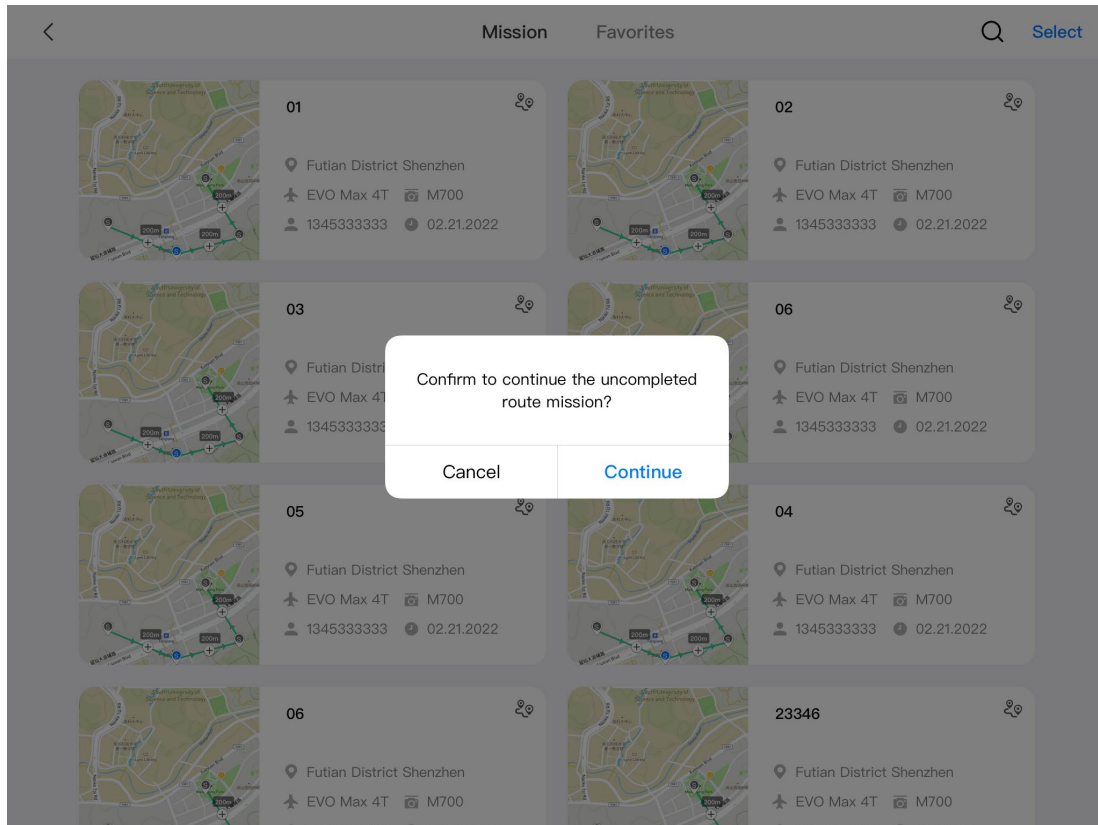 Mission Favorites Select
01
Futian District Shenzhen
EVO Max 4T M700
1345333333 02.21.2022
02
Futian District Shenzhen
EVO Max 4T M700
1345333333 02.21.2022
03
Futian Distri
EVO Max 4T
1345333333
06
Futian District Shenzhen
EVO Max 4T M700
1345333333 02.21.2022
Confirm to continue the uncompleted
route mission?
Cancel Continue
05
Futian District Shenzhen
EVO Max 4T M700
1345333333 02.21.2022
04
Futian District Shenzhen
EVO Max 4T M700
1345333333 02.21.2022
06
Futian District Shenzhen
EVO Max 4T M700
23346
Futian District Shenzhen
EVO Max 4T M700
200m
200m
200m